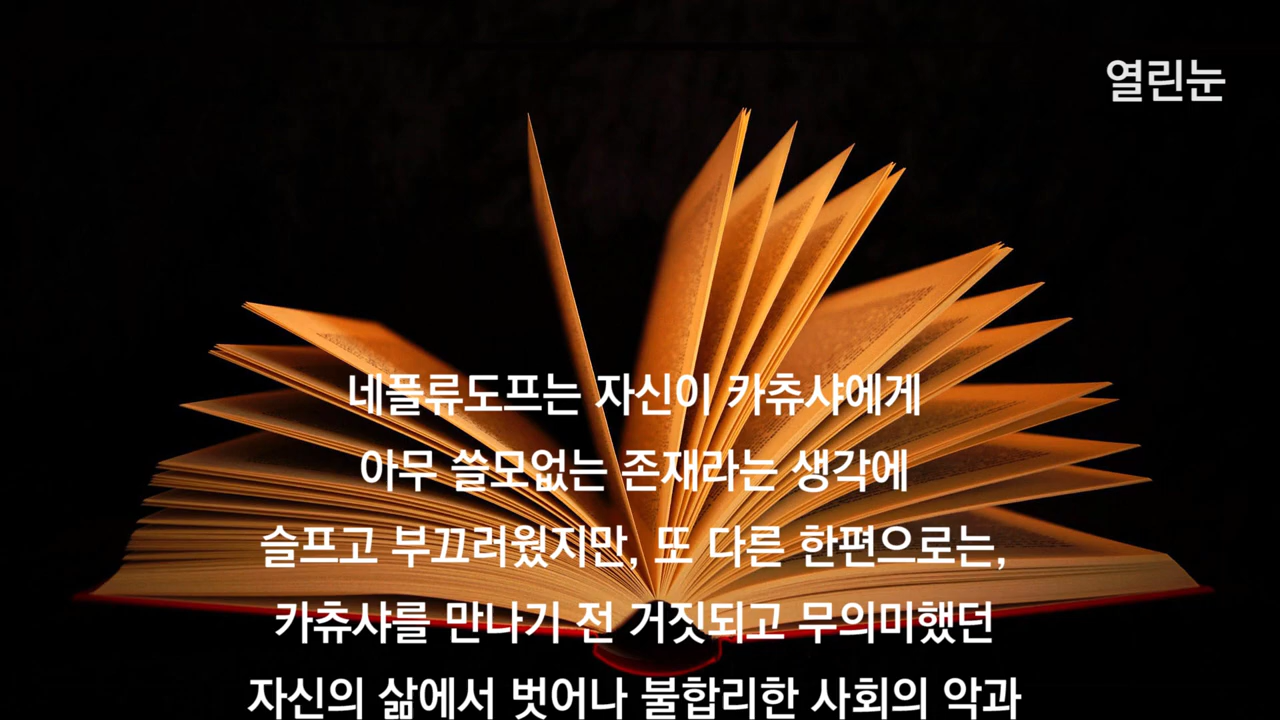 열린눈
네플류도프는 자신이 카츄샤에게
아무 쓸모없는 존재라는 생각에
슬프고 부끄러웠지만, 또 다른 한편으로는,
카츄샤를 만나기 전 거짓되고 무의미했던
자신의 삶에서 벗어나 불합리한 사회의 악과